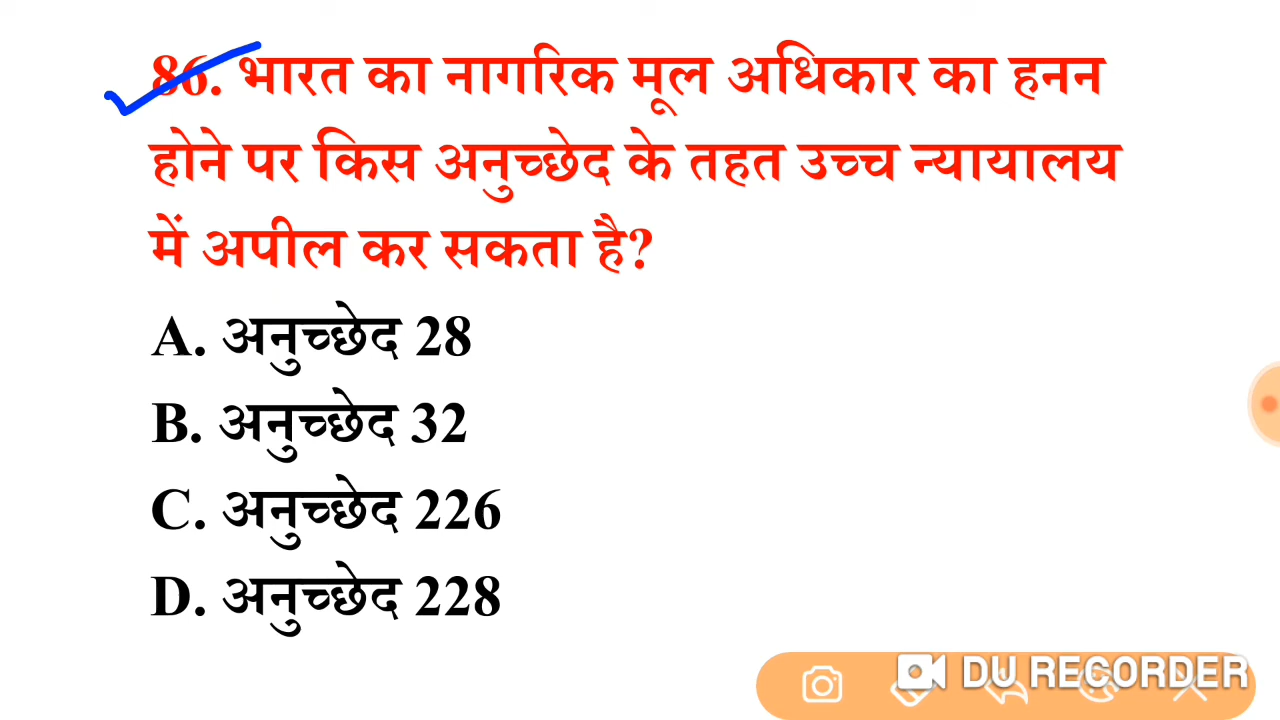 86. भारत का नागरिक मूल अधिकार का हनन
होने पर किस अनुच्छेद के तहत उच्च न्यायालय
में अपील कर सकता है?
A. अनुच्छेद 28
B. अनुच्छेद 32
C. अनुच्छेद 226
D. अनुच्छेद 228
DU RECORDER